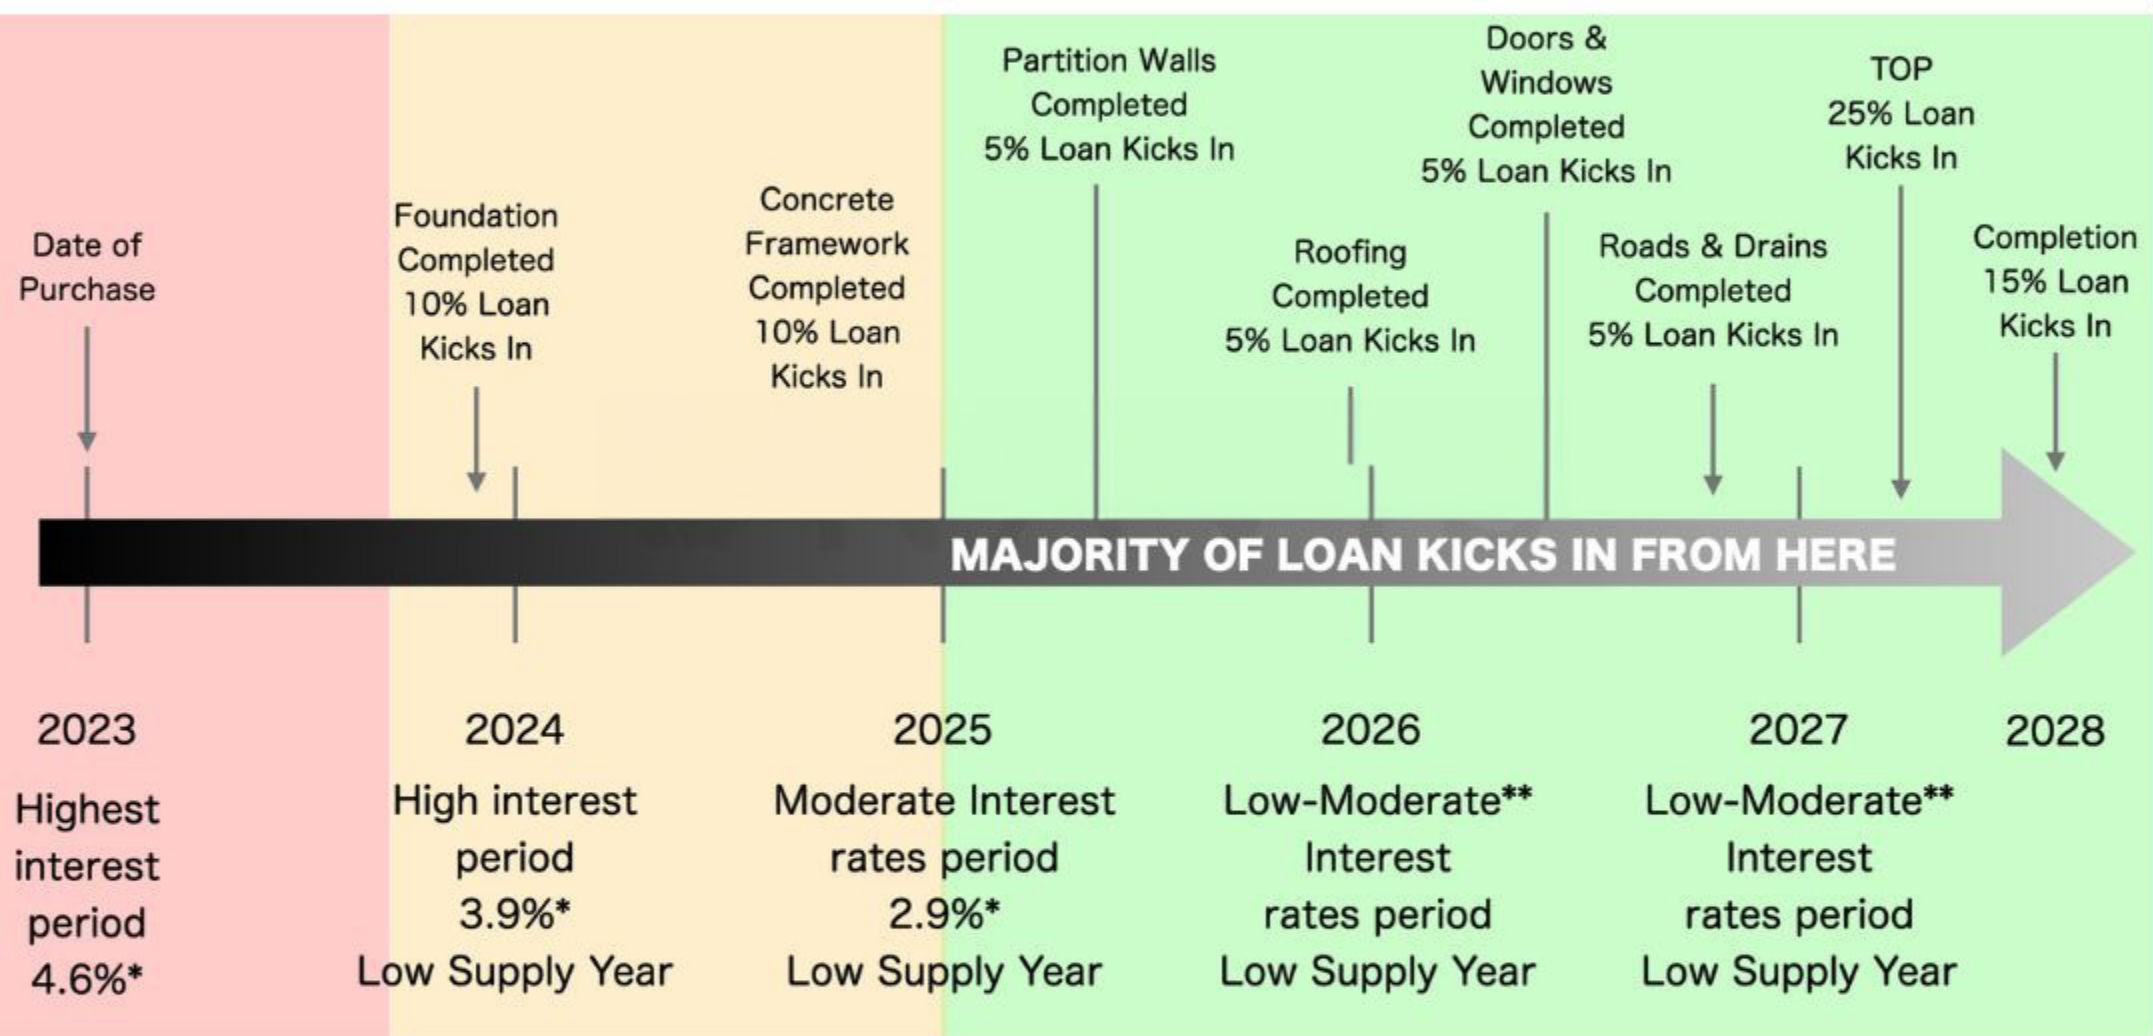 Date of
Purchase
Foundation
Completed
10% Loan
Kicks In
Concrete
Framework
Completed
10% Loan
Kicks In
Partition Walls
Completed
5% Loan Kicks In
Roofing
Completed
5% Loan Kicks In
Doors &
Windows
Completed
5% Loan Kicks In
Roads & Drains
Completed
5% Loan Kicks In
TOP
25% Loan
Kicks In
Completion
15% Loan
Kicks In
MAJORITY OF LOAN KICKS IN FROM HERE
2023
Highest
interest
period
4.6%*
2024
High interest
period
3.9%*
Low Supply Year
2025
Moderate Interest
rates period
2.9%*
Low Supply Year
2026
Low-Moderate**
Interest
rates period
Low Supply Year
2027
Low-Moderate**
Interest
rates period
Low Supply Year
2028